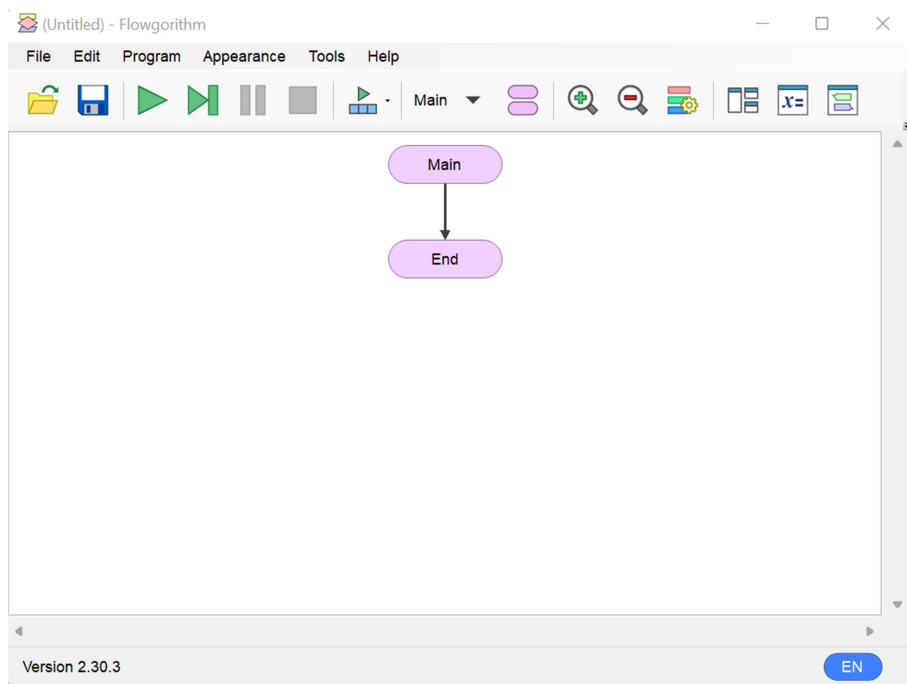 (Untitled) - Flowgorithm
File Edit Program Appearance Tools Help
Main x=
Main
End
Version 2.30.3 EN